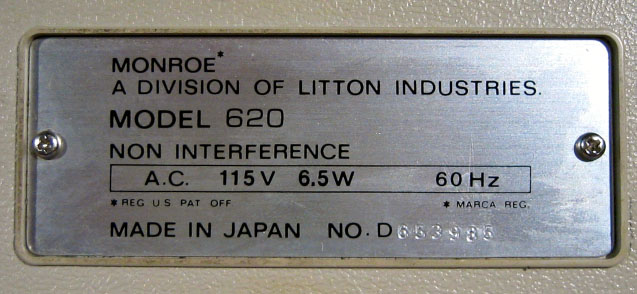 MONROE*
A DIVISION OF LITTON INDUSTRIES.
MODEL 620
NON INTERFERENCE
A.C. 115V 6.5W 60Hz
* REG U.S PAT OFF * MARCA REG.
MADE IN JAPAN NO. D653985